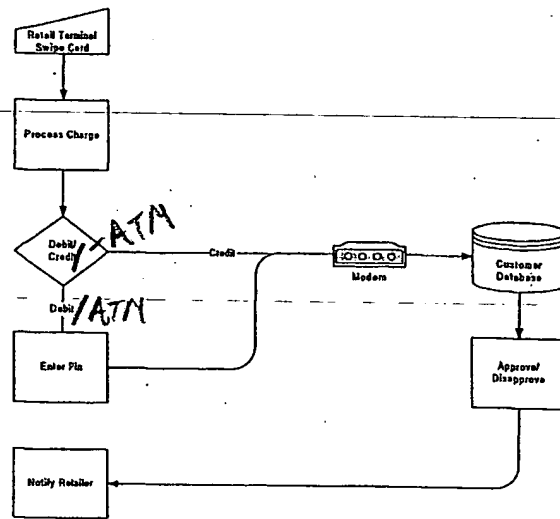 Retail Terminal
Swipe Card
Process Charge
Debit/
Credit
/ATM
Credit
Modem
Customer
Database
Debit
/ATM
Enter Pin
Approve/
Disapprove
Notify Retailer